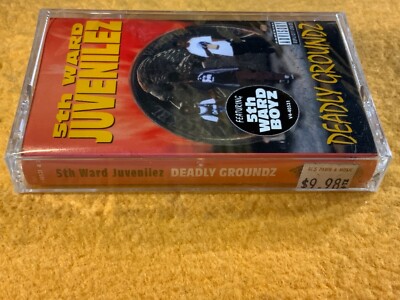 5th WARD
JUVENILEZ
FEATURING
5th
WARD
BOYZ
DEADLY GROUNDZ
5th Ward Juvenilez DEADLY GROUNDZ
$9.98